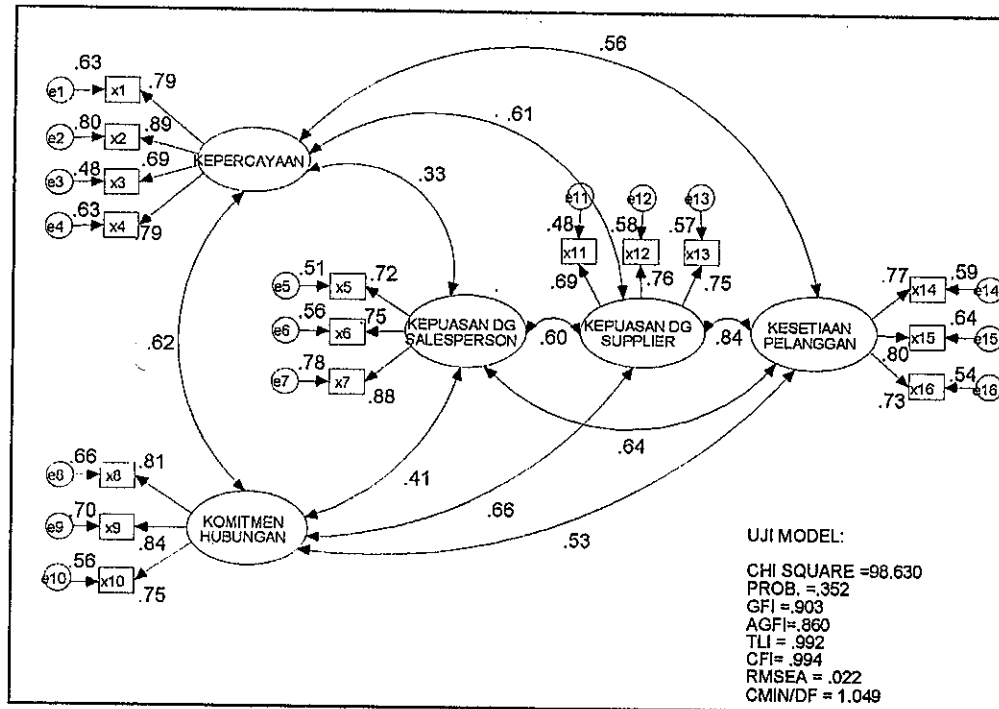 .56
.63
e1
x1
.79
.61
.80
e2
x2
.89
KEPERCAYAAN
.48
e3
x3
.69
.33
.63
e4
x4
.79
e11
e12
e13
.48
.58
.57
x11
x12
x13
.69
.76
.75
.51
e5
x5
.72
.56
e6
x6
.75
.78
e7
x7
.88
KEPUASAN DG
SALESPERSON
.60
KEPUASAN DG
SUPPLIER
.84
KESETIAAN
PELANGGAN
.77
x14
.59
e14
x15
.64
e15
.80
x16
.54
e16
.73
.62
.64
.41
.66
.53
.66
e8
x8
.81
.70
e9
x9
.84
KOMITMEN
HUBUNGAN
.56
e10
x10
.75
UJI MODEL:
CHI SQUARE =98.630
PROB. =.352
GFI =.903
AGFI=.860
TLI = .992
CFI= .994
RMSEA = .022
CMIN/DF = 1.049